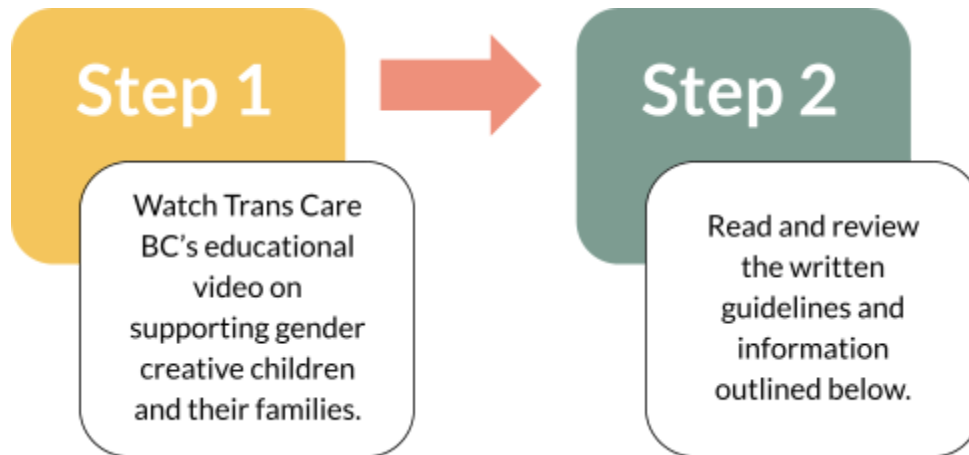 Step 1
Watch Trans Care
BC’s educational
video on
supporting gender
creative children
and their families.
Step 2
Read and review
the written
guidelines and
information
outlined below.